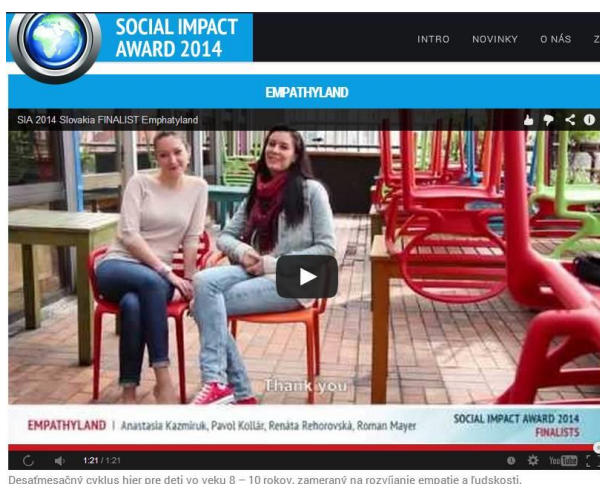 SOCIAL IMPACT
AWARD 2014
INTRO NOVINKY O NÁS Z
EMPATHYLAND
SIA 2014 Slovakia FINALIST Emphatyland
Thank you
EMPATHYLAND | Anastasia Kazmiruk, Pavol Kollár, Renáta Rehorovská, Roman Mayer
SOCIAL IMPACT AWARD 2014
FINALISTS
1:21 / 1:21
YouTube
Desaťmesačný cyklus hier pre deti vo veku 8 – 10 rokov, zameraný na rozvíjanie empatie a ľudskosti.